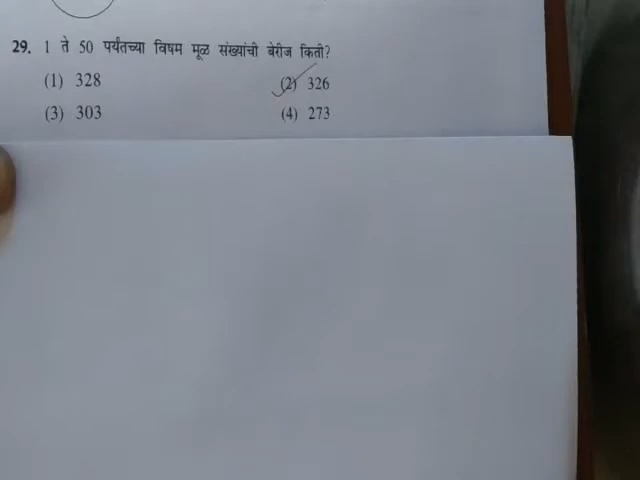 29. 1 ते 50 पर्यंतच्या विषम मूळ संख्यांची बेरीज किती?
(1) 328 (2) 326
(3) 303 (4) 273